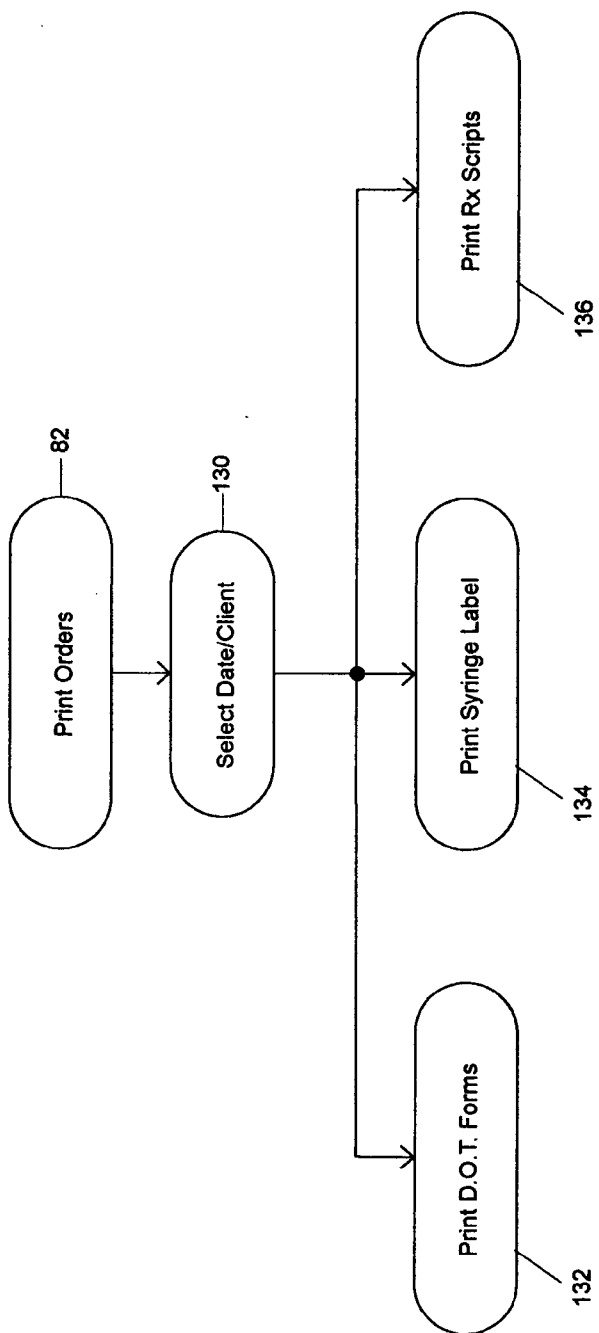 Print Orders
82
Select Date/Client
130
Print D.O.T. Forms
132
Print Syringe Label
134
Print Rx Scripts
136